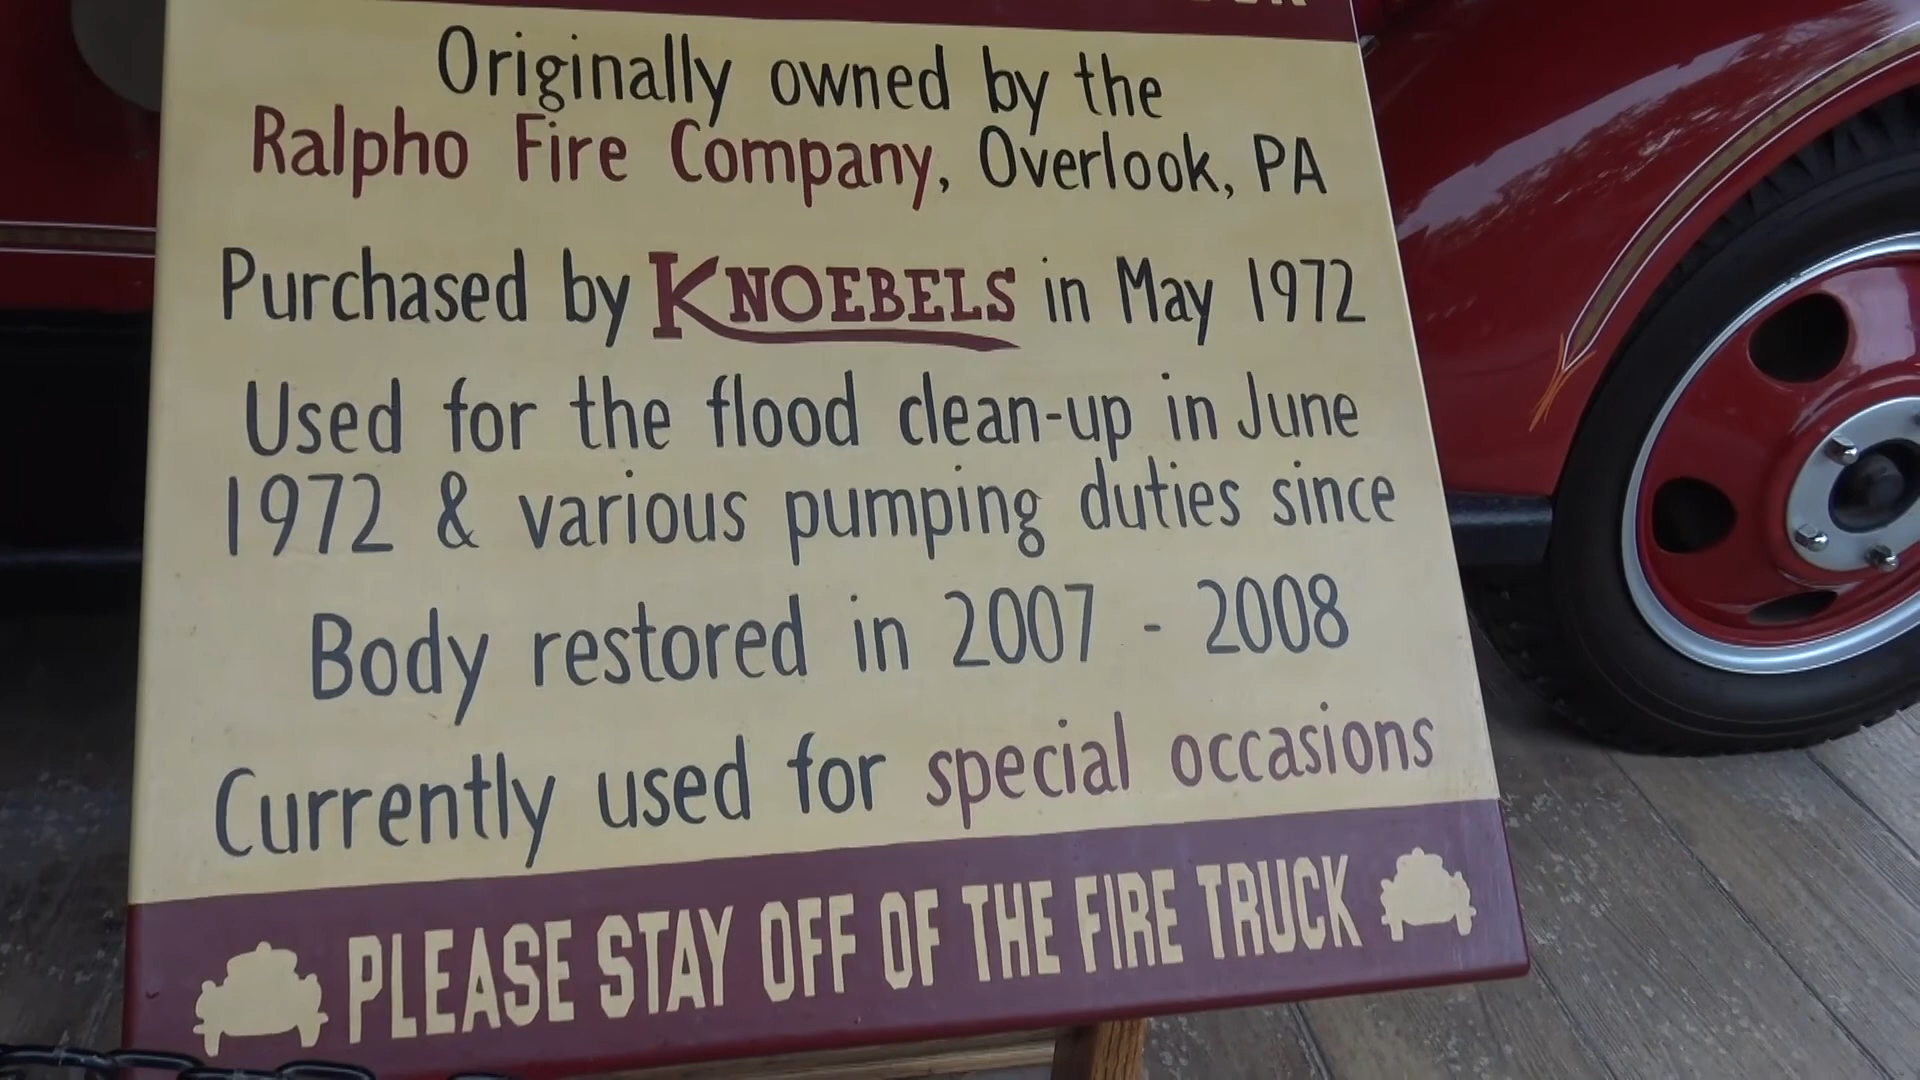 Originally owned by the
Ralpho Fire Company, Overlook, PA
Purchased by KNOEBELS in May 1972
Used for the flood clean-up in June
1972 & various pumping duties since
Body restored in 2007 - 2008
Currently used for special occasions
PLEASE STAY OFF OF THE FIRE TRUCK